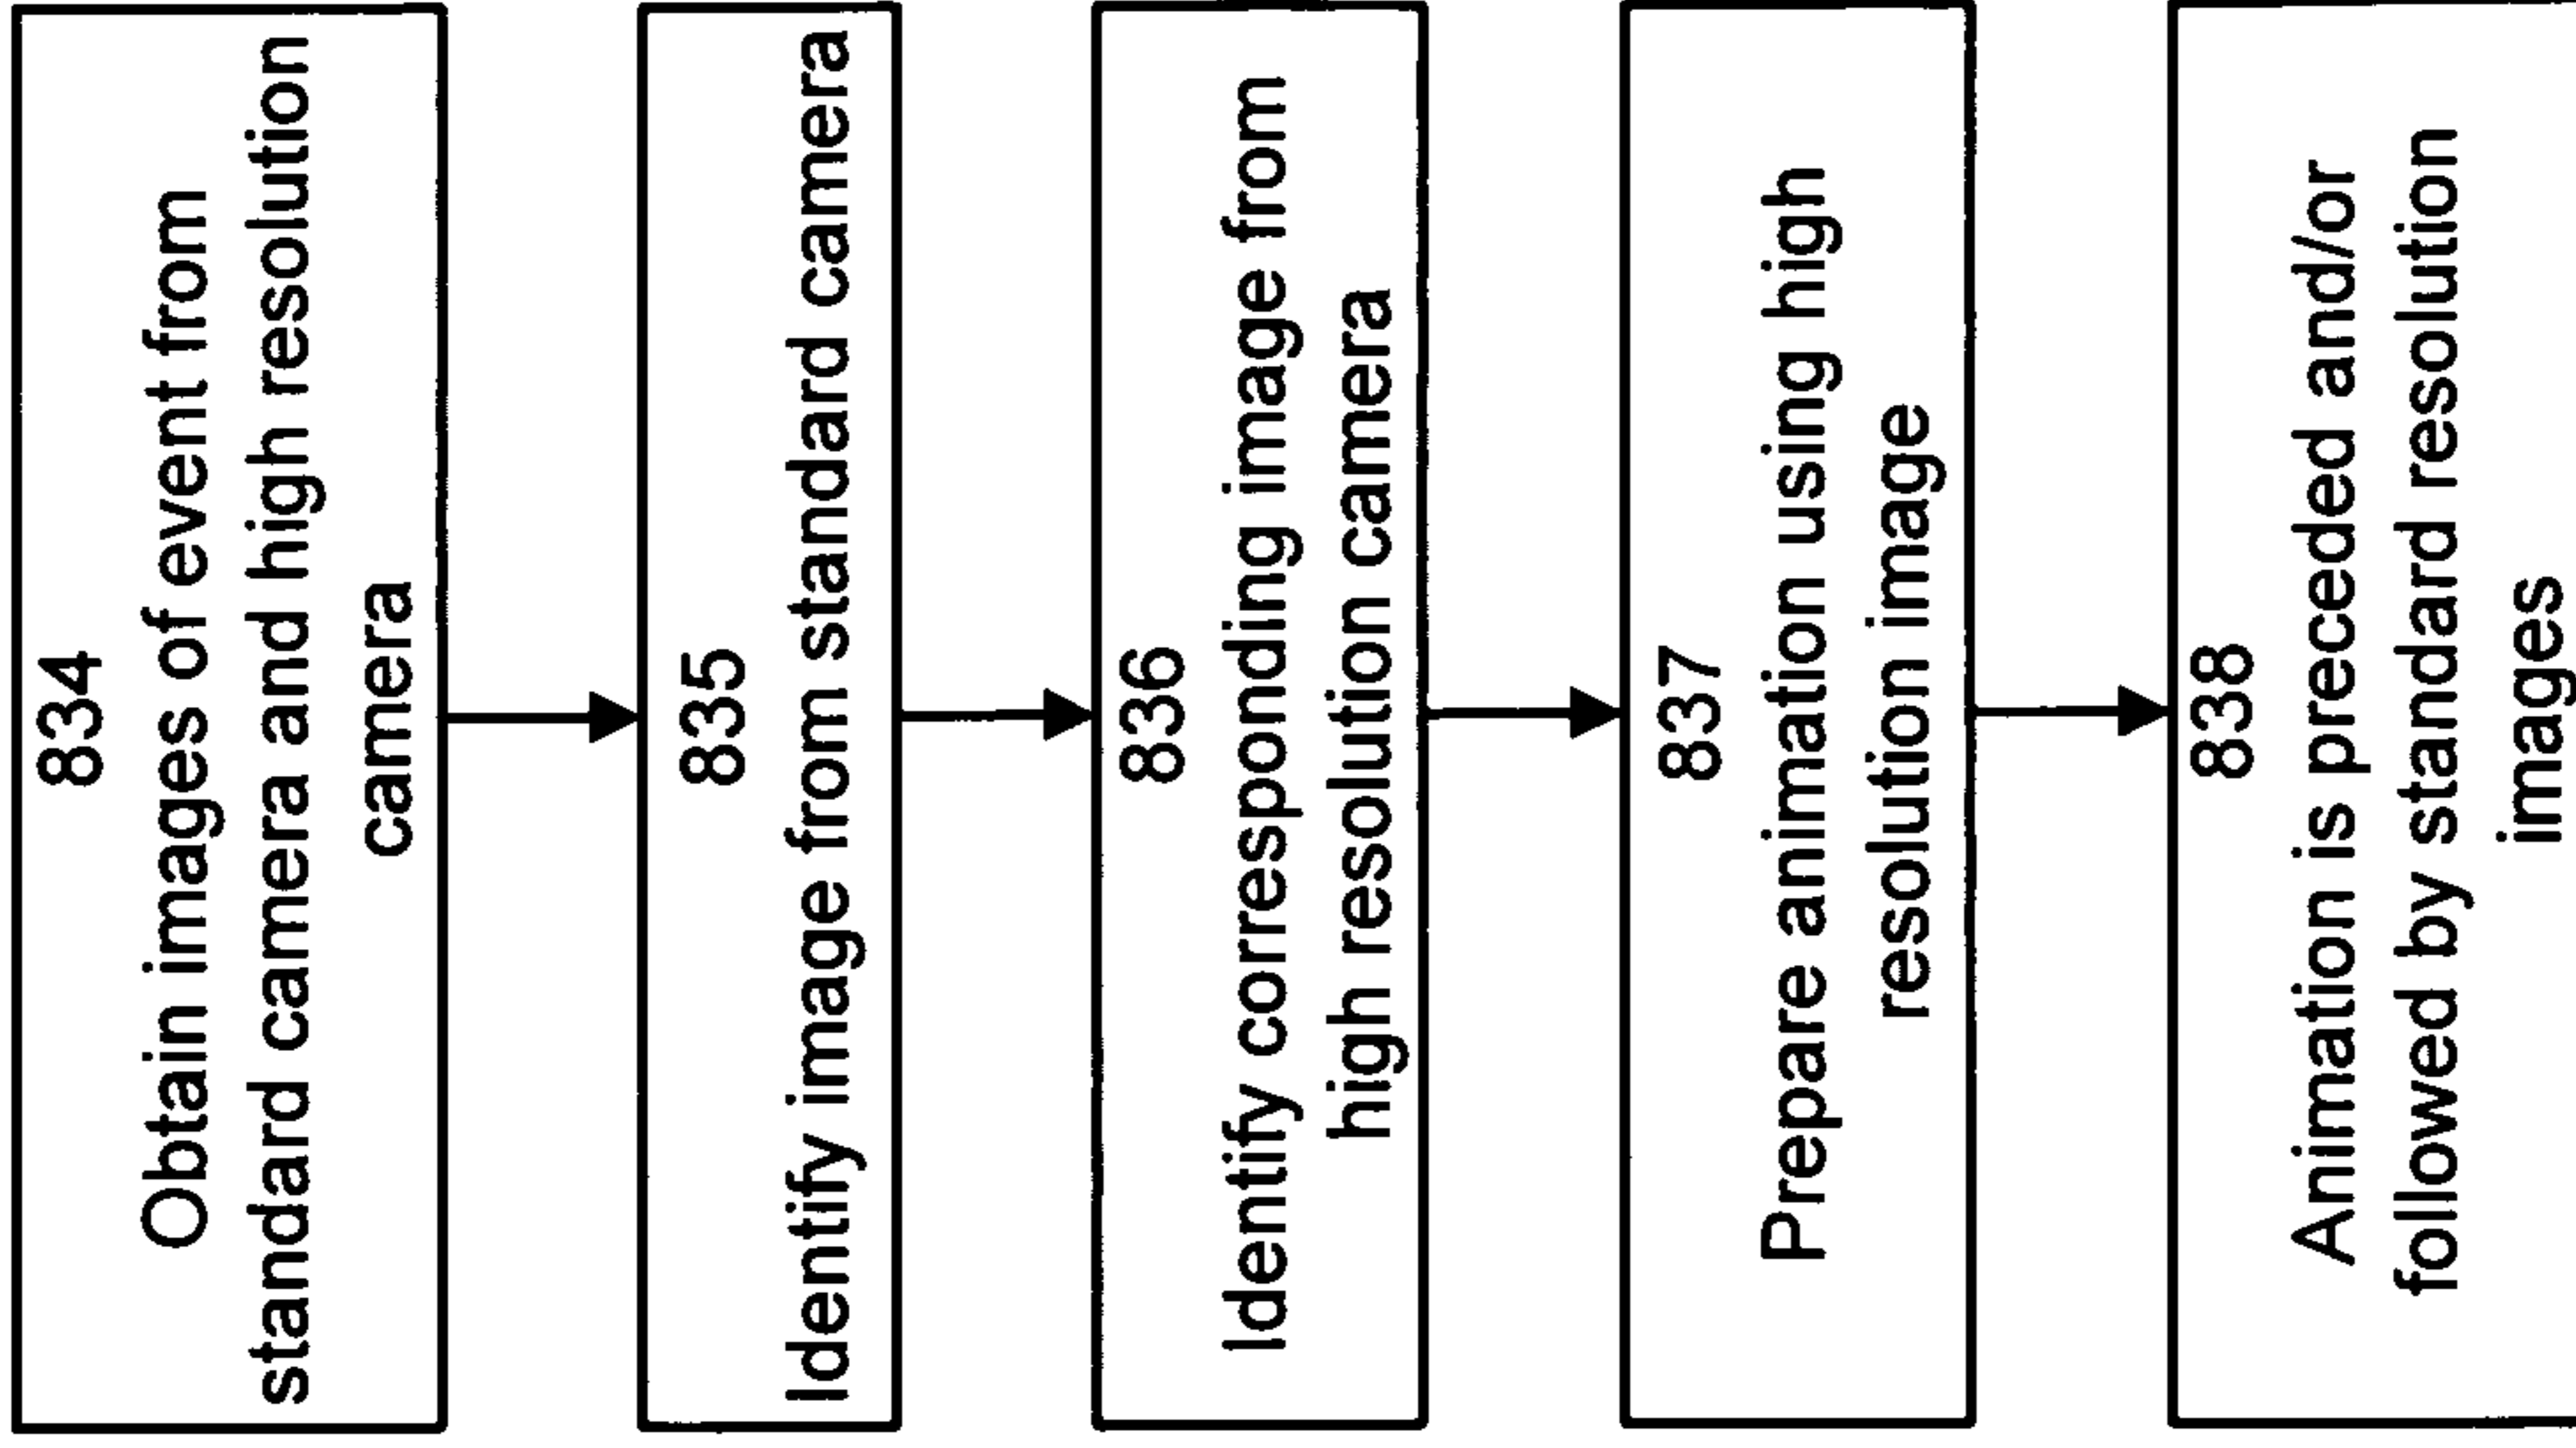 834
Obtain images of event from
standard camera and high resolution
camera
835
Identify image from standard camera
836
Identify corresponding image from
high resolution camera
837
Prepare animation using high
resolution image
838
Animation is preceded and/or
followed by standard resolution
images